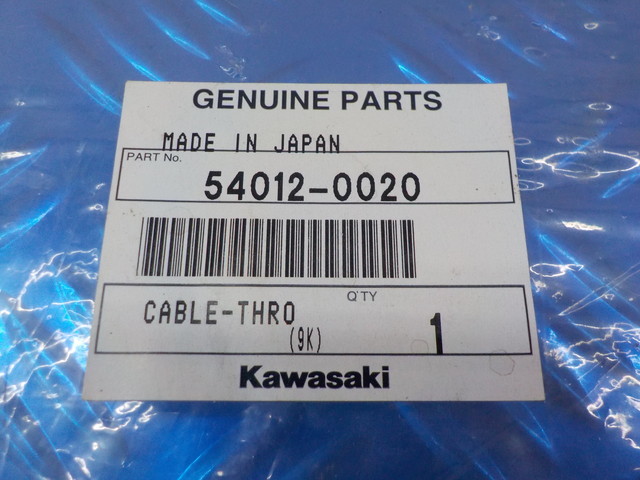 GENUINE PARTS
MADE IN JAPAN
PART No.
54012-0020
Q'TY
CABLE-THRO
(9K)
1
Kawasaki